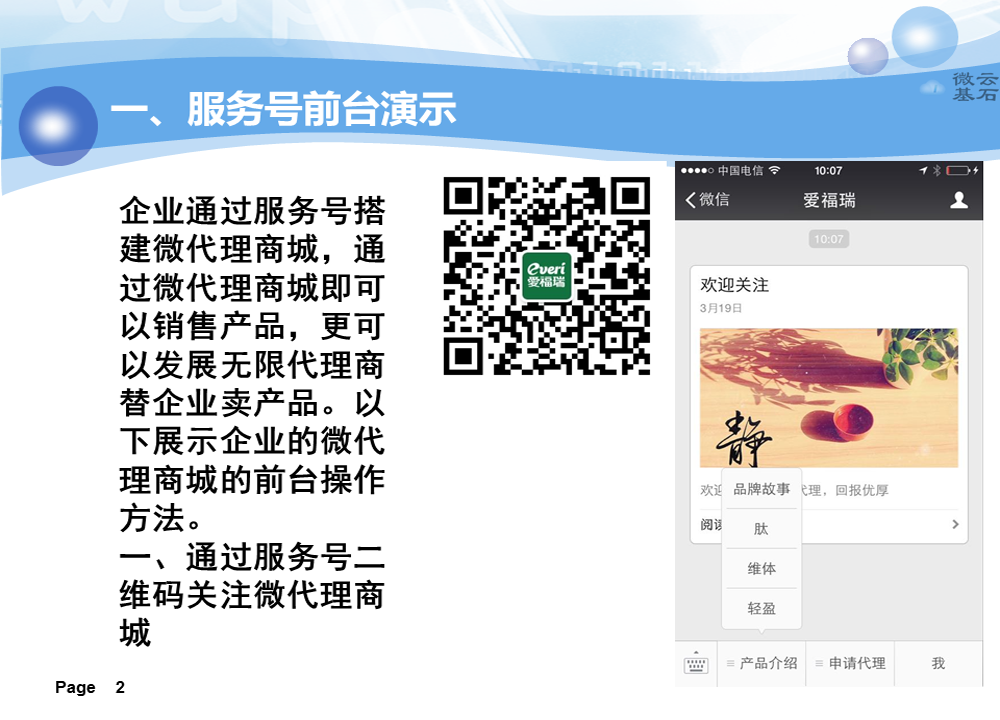 微云
基石
一、服务号前台演示
企业通过服务号搭
建微代理商城，通
过微代理商城即可
以销售产品，更可
以发展无限代理商
替企业卖产品。以
下展示企业的微代
理商城的前台操作
方法。
一、通过服务号二
维码关注微代理商
城
everi
爱福瑞
中国电信 10:07
微信 爱福瑞
10:07
欢迎关注
3月19日
静
欢迎 代理，回报优厚
阅读
品牌故事
肽
维体
轻盈
产品介绍 申请代理 我
Page 2